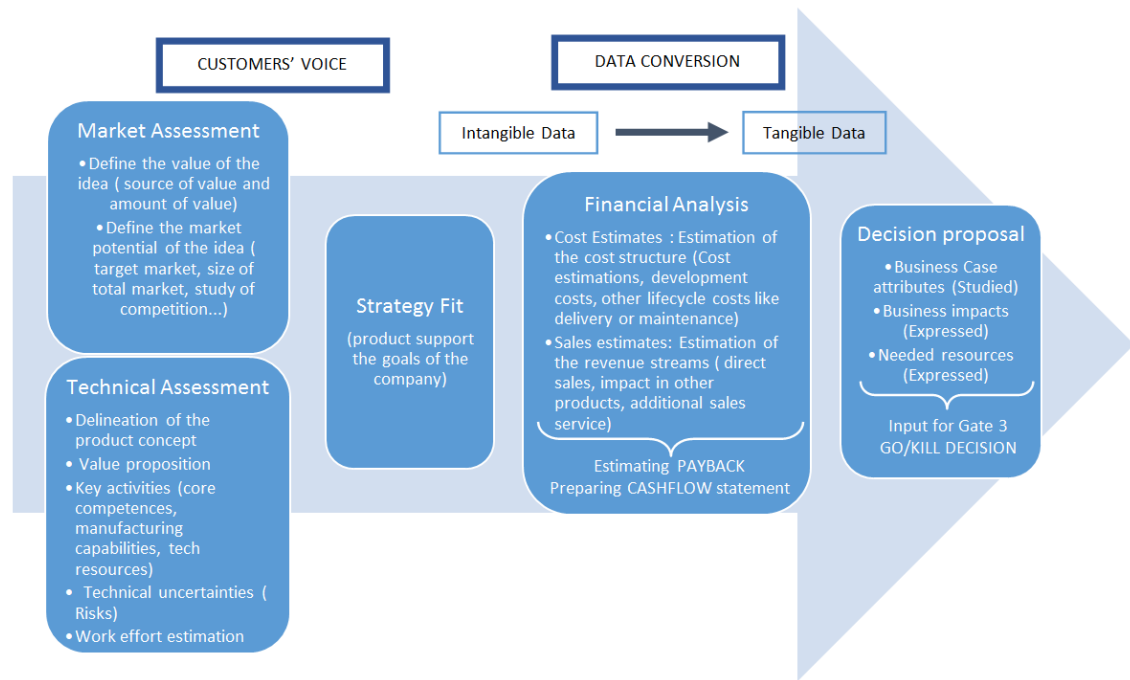 CUSTOMERS' VOICE
DATA CONVERSION
Intangible Data
Tangible Data
Market Assessment
•Define the value of the
idea ( source of value and
amount of value)
•Define the market
potential of the idea (
target market, size of
total market, study of
competition...)
Technical Assessment
•Delineation of the
product concept
• Value proposition
•Key activities (core
competences,
manufacturing
capabilities, tech
resources)
• Technical uncertainties (
Risks)
•Work effort estimation
Strategy Fit
(product support
the goals of the
company)
Financial Analysis
•Cost Estimates : Estimation of
the cost structure (Cost
estimations, development
costs, other lifecycle costs like
delivery or maintenance)
•Sales estimates: Estimation of
the revenue streams ( direct
sales, impact in other
products, additional sales
service)
Estimating PAYBACK
Preparing CASHFLOW statement
Decision proposal
•Business Case
attributes (Studied)
•Business impacts
(Expressed)
•Needed resources
(Expressed)
Input for Gate 3
GO/KILL DECISION